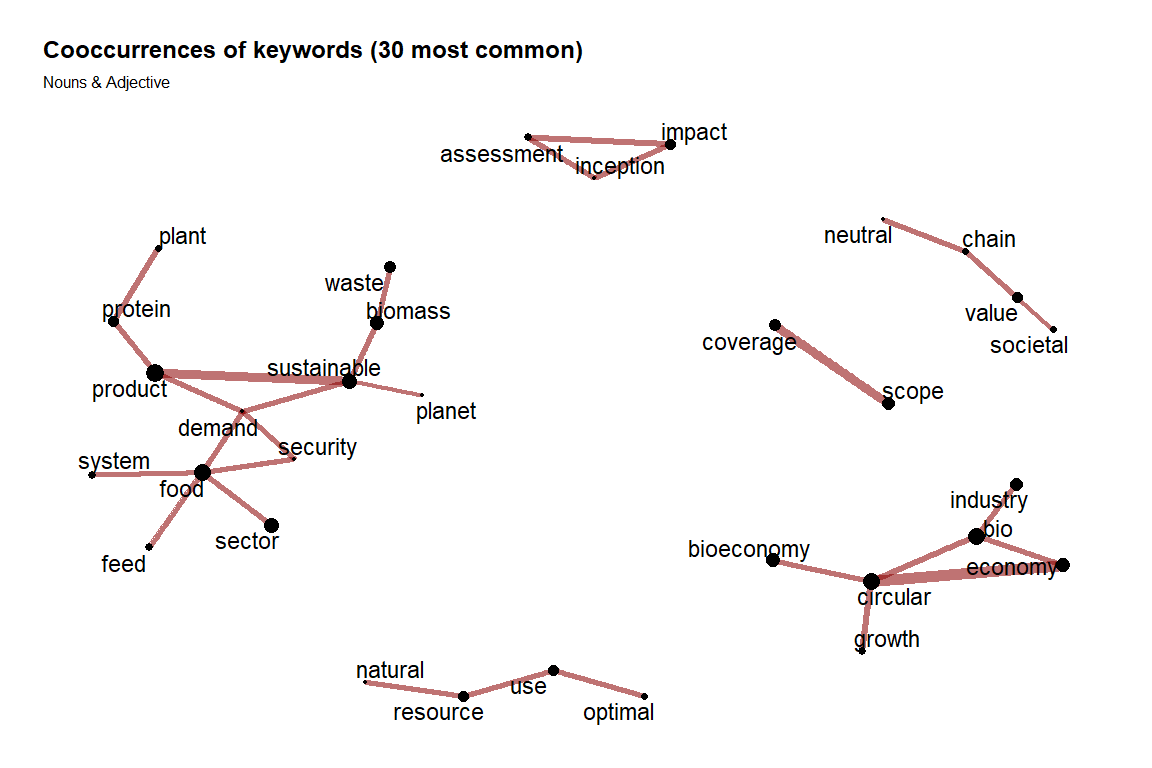 Cooccurrences of keywords (30 most common)
Nouns & Adjective
impact
assessment
inception
plant
neutral
chain
waste
protein
biomass
value
coverage
societal
sustainable
product
scope
planet
demand
security
system
food
industry
sector
bio
bioeconomy
feed
economy
circular
growth
natural
use
resource
optimal